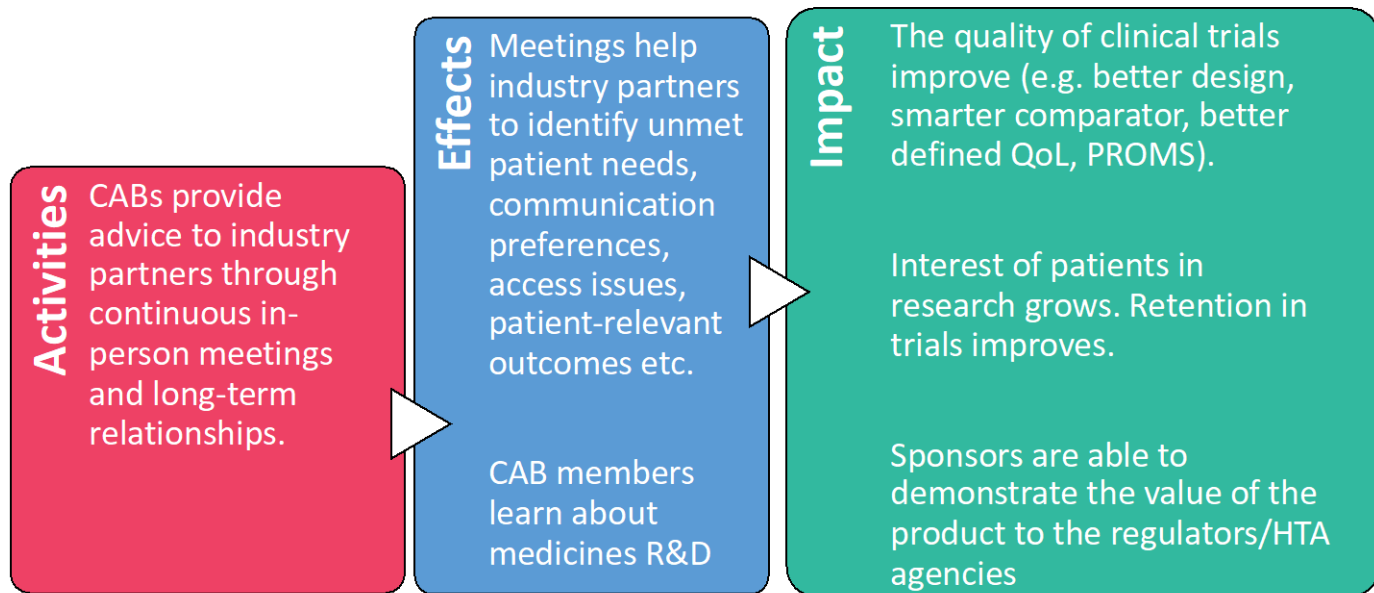 Activities
CABs provide
advice to industry
partners through
continuous in-
person meetings
and long-term
relationships.
Effects
Meetings help
industry partners
to identify unmet
patient needs,
communication
preferences,
access issues,
patient-relevant
outcomes etc.
CAB members
learn about
medicines R&D
Impact
The quality of clinical trials
improve (e.g. better design,
smarter comparator, better
defined QoL, PROMS).
Interest of patients in
research grows. Retention in
trials improves.
Sponsors are able to
demonstrate the value of the
product to the regulators/HTA
agencies